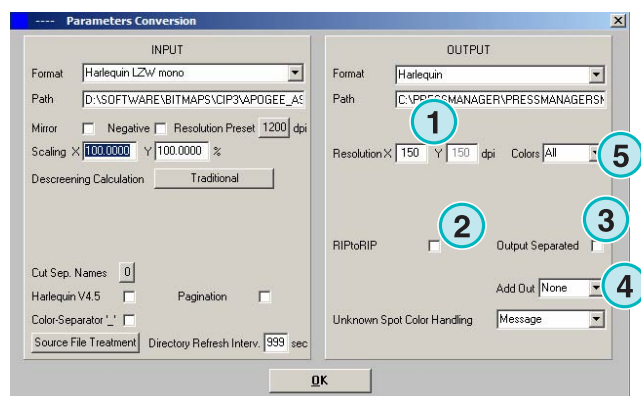 ---- Parameters Conversion
INPUT
Format Harlequin LZW mono
Path D:\SOFTWARE\BITMAPS\CIP3\APOGEE_AS
Mirror Negative Resolution Preset 1200 dpi
Scaling X 100.0000 Y 100.0000 %
Descreening Calculation Traditional
Cut Sep. Names 0
Harlequin V4.5 Pagination
Color-Separator '_'
Source File Treatment Directory Refresh Interv. 999 sec
OUTPUT
Format Harlequin
Path C:\PRESSMANAGER\PRESSMANAGERSM
1
Resolution X 150 Y 150 dpi Colors All 5
2 3
RIPtoRIP Output Separated
Add Out None 4
Unknown Spot Color Handling Message
OK